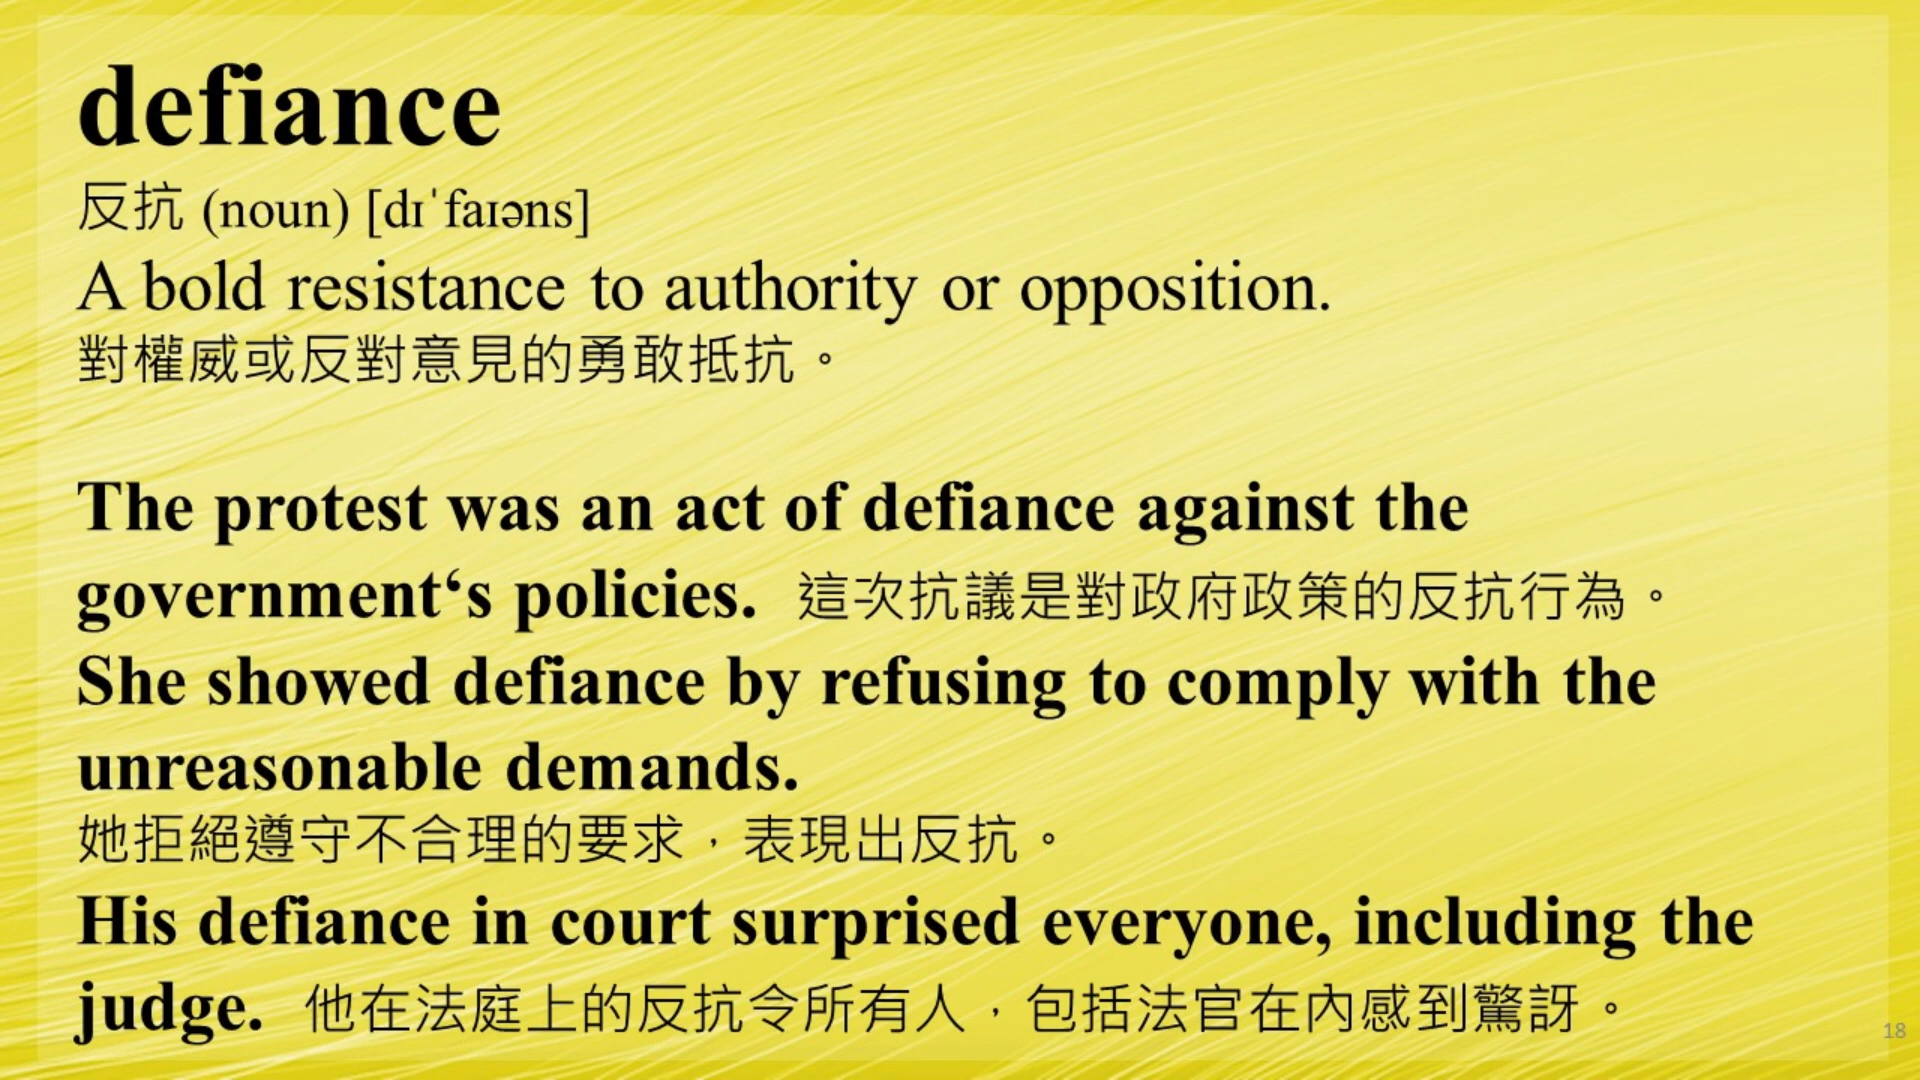 defiance
反抗 (noun) [dɪˈfaɪəns]
A bold resistance to authority or opposition.
對權威或反對意見的勇敢抵抗。
The protest was an act of defiance against the
government‘s policies. 這次抗議是對政府政策的反抗行為。
She showed defiance by refusing to comply with the
unreasonable demands.
她拒絕遵守不合理的要求，表現出反抗。
His defiance in court surprised everyone, including the
judge. 他在法庭上的反抗令所有人，包括法官在內感到驚訝。
18